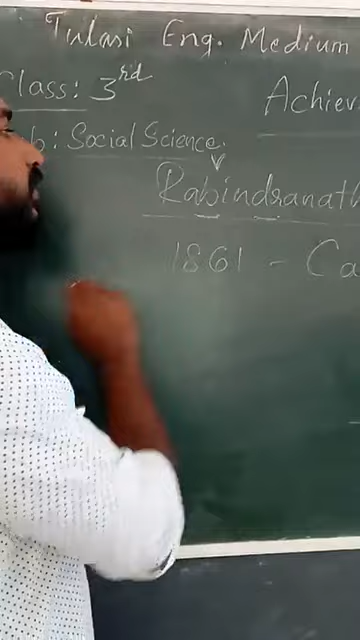 Tulasi Eng. Medium
Class: 3rd
Achiev
b: Social Science.
Rabindranath
1861 - Ca